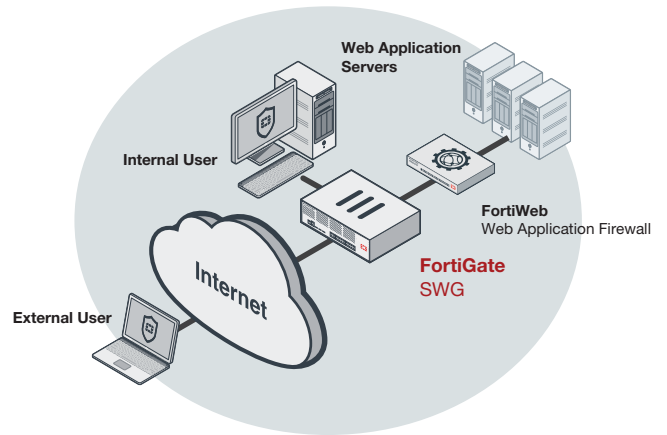 Web Application
Servers
Internal User
FortiWeb
Web Application Firewall
FortiGate
SWG
Internet
External User